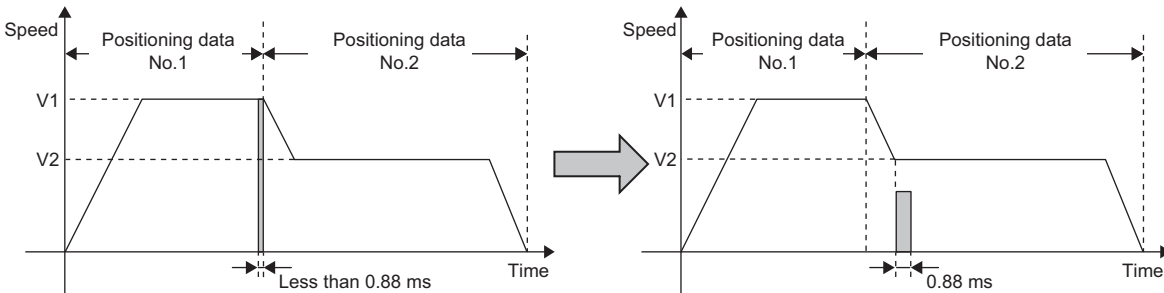 Speed
Positioning data
No.1
Positioning data
No.2
V1
V2
Less than 0.88 ms
Time
Speed
Positioning data
No.1
Positioning data
No.2
V1
V2
0.88 ms
Time